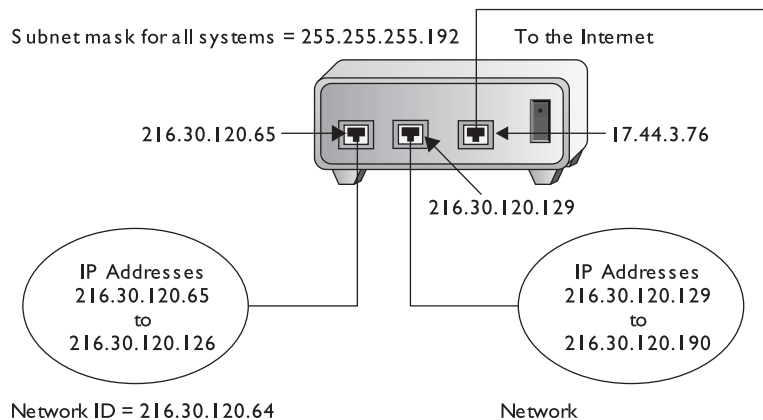 Subnet mask for all systems = 255.255.255.192
To the Internet
216.30.120.65
17.44.3.76
216.30.120.129
IP Addresses
216.30.120.65
to
216.30.120.126
IP Addresses
216.30.120.129
to
216.30.120.190
Network ID = 216.30.120.64
Network